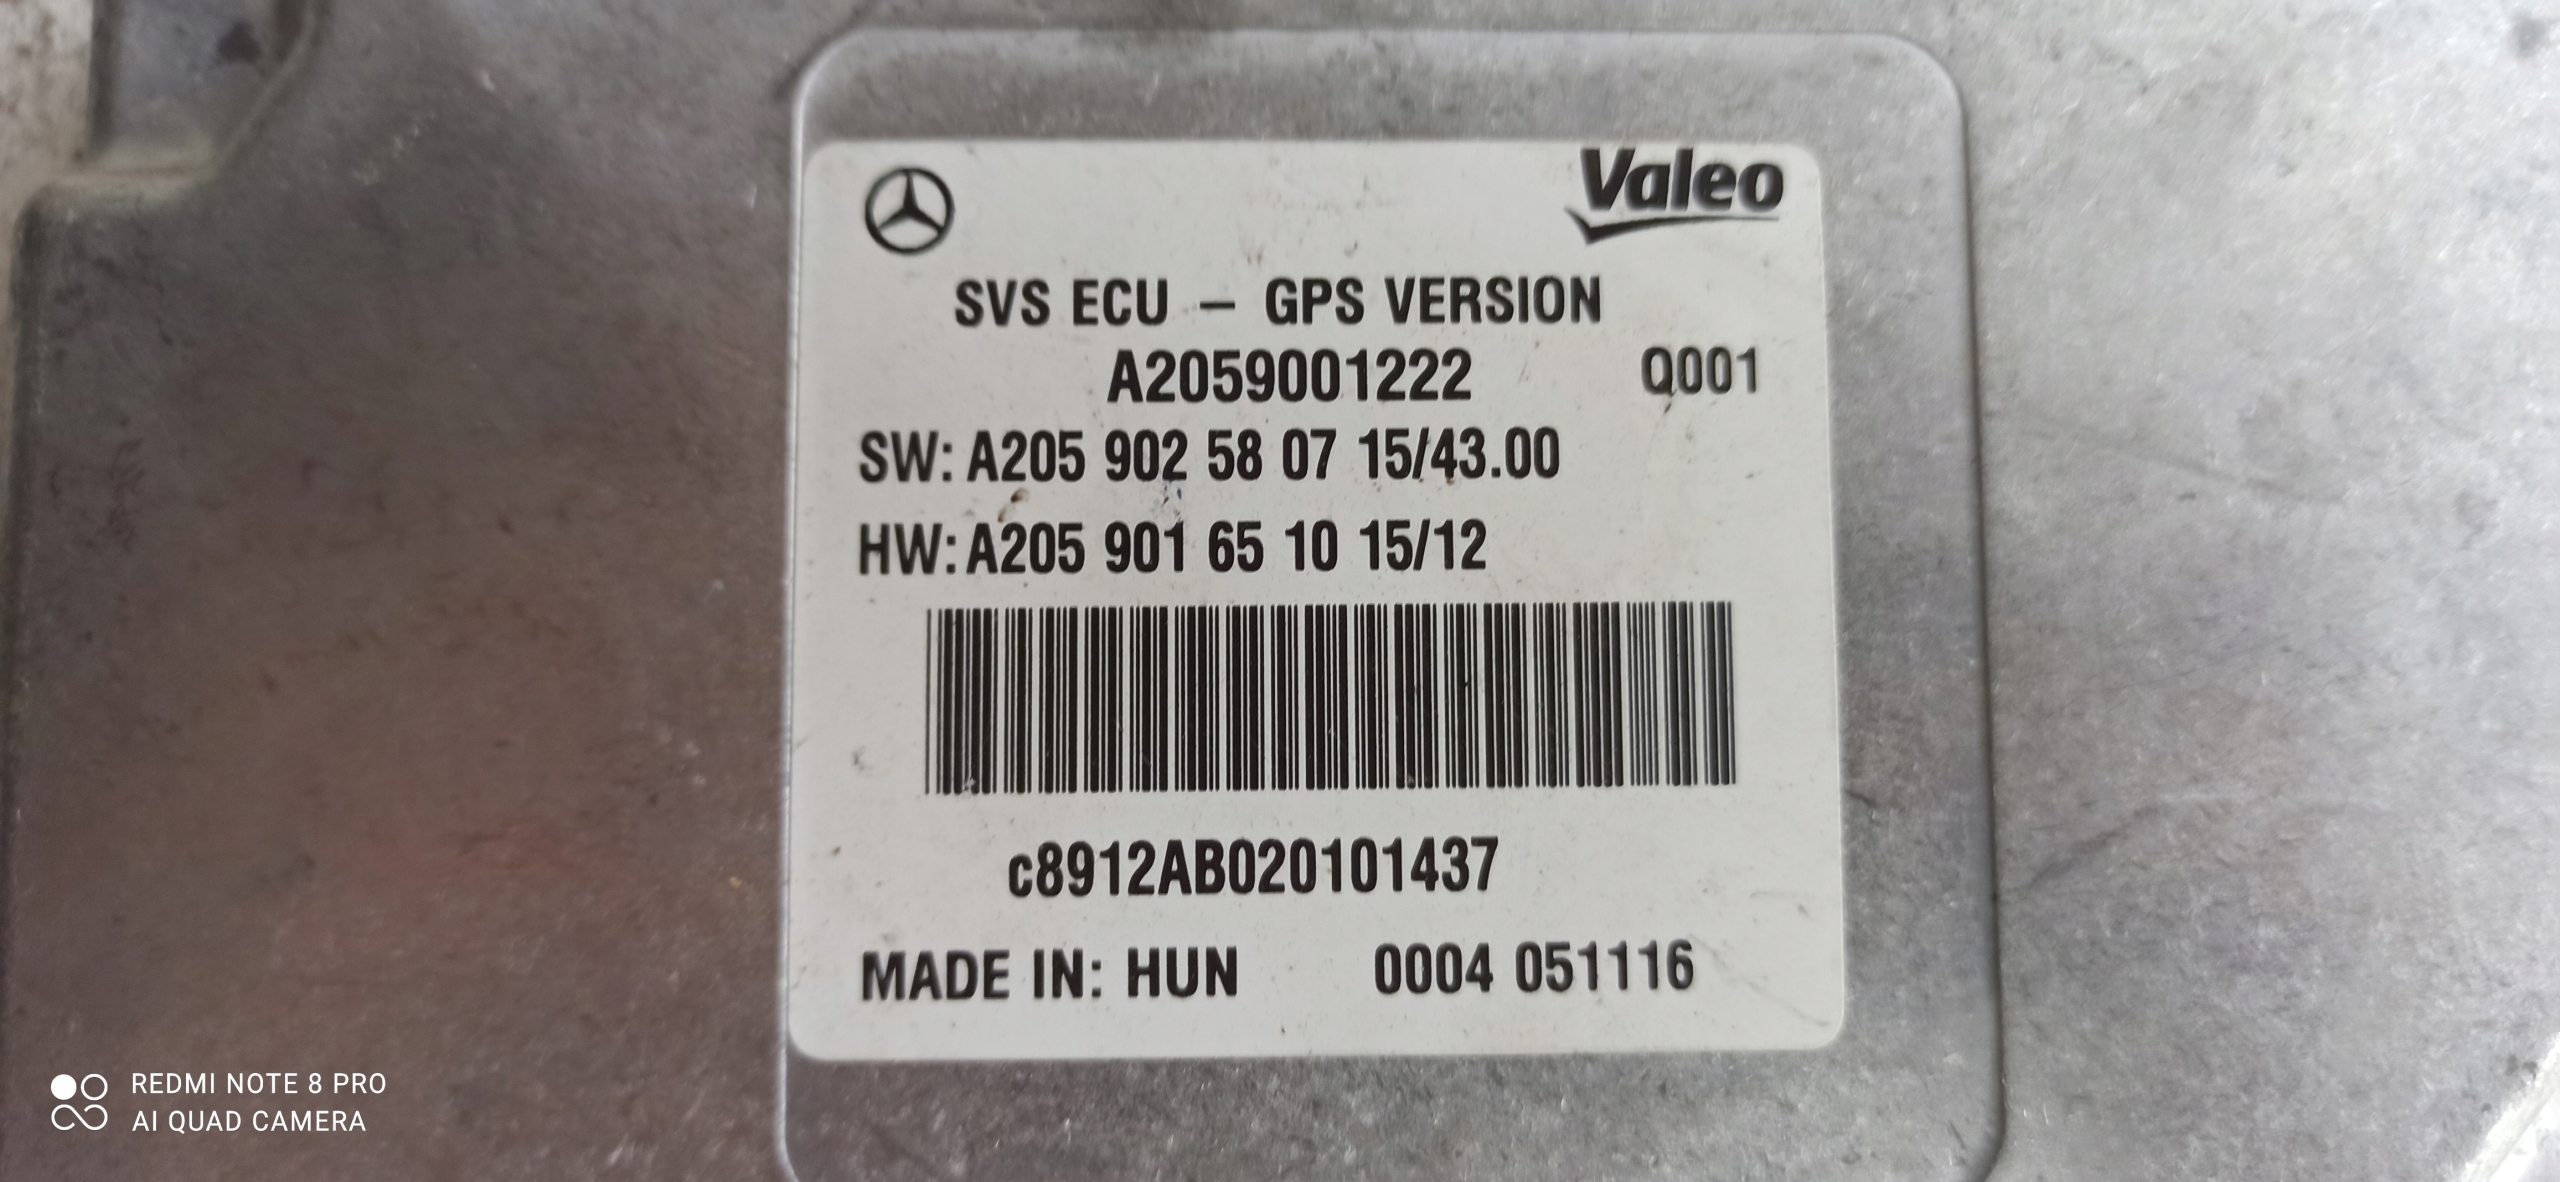 Valeo
SVS ECU – GPS VERSION
A2059001222 Q001
SW: A205 902 58 07 15/43.00
HW: A205 901 65 10 15/12
c8912AB020101437
MADE IN: HUN 0004 051116
REDMI NOTE 8 PRO
AI QUAD CAMERA